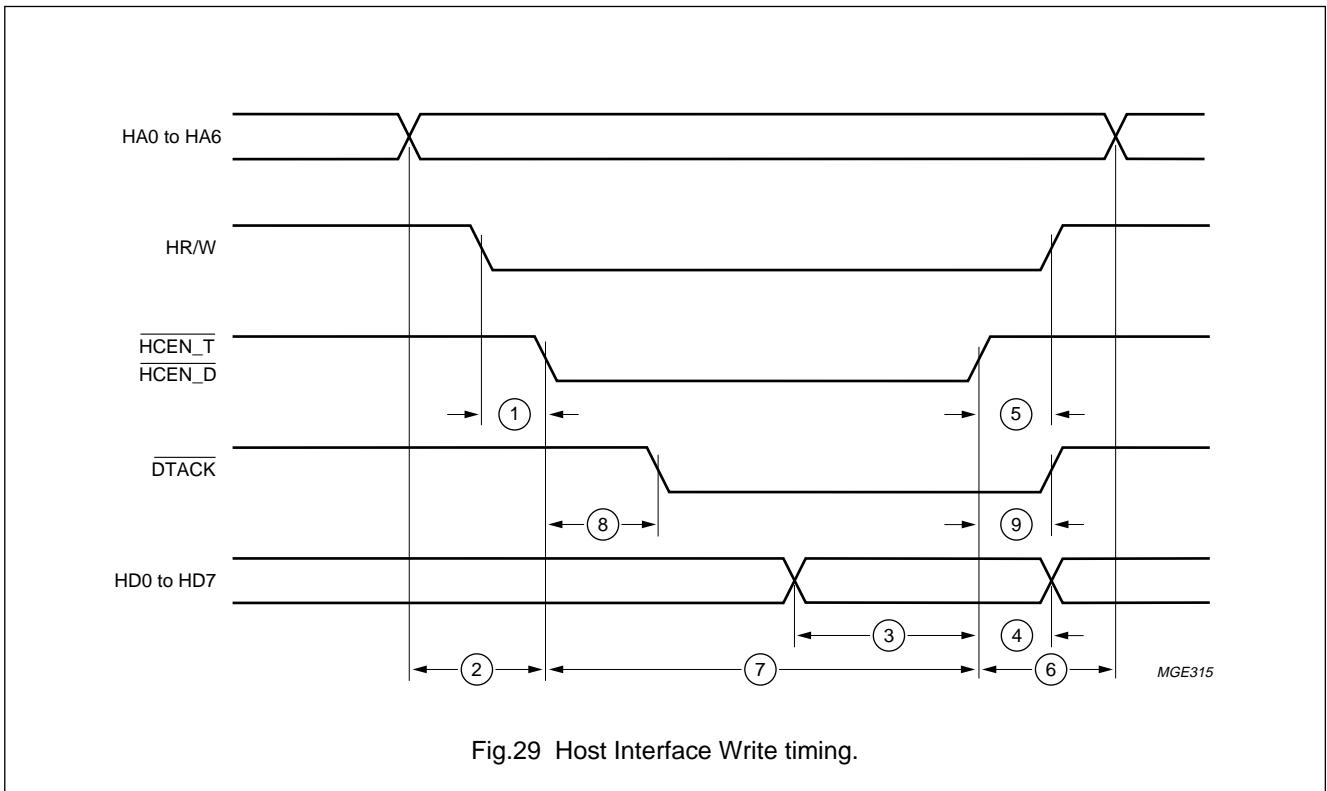 HA0 to HA6
HR/W
HCEN_T
HCEN_D
1
5
DTACK
8
9
HD0 to HD7
3
4
2
7
6
MGE315
Fig.29 Host Interface Write timing.